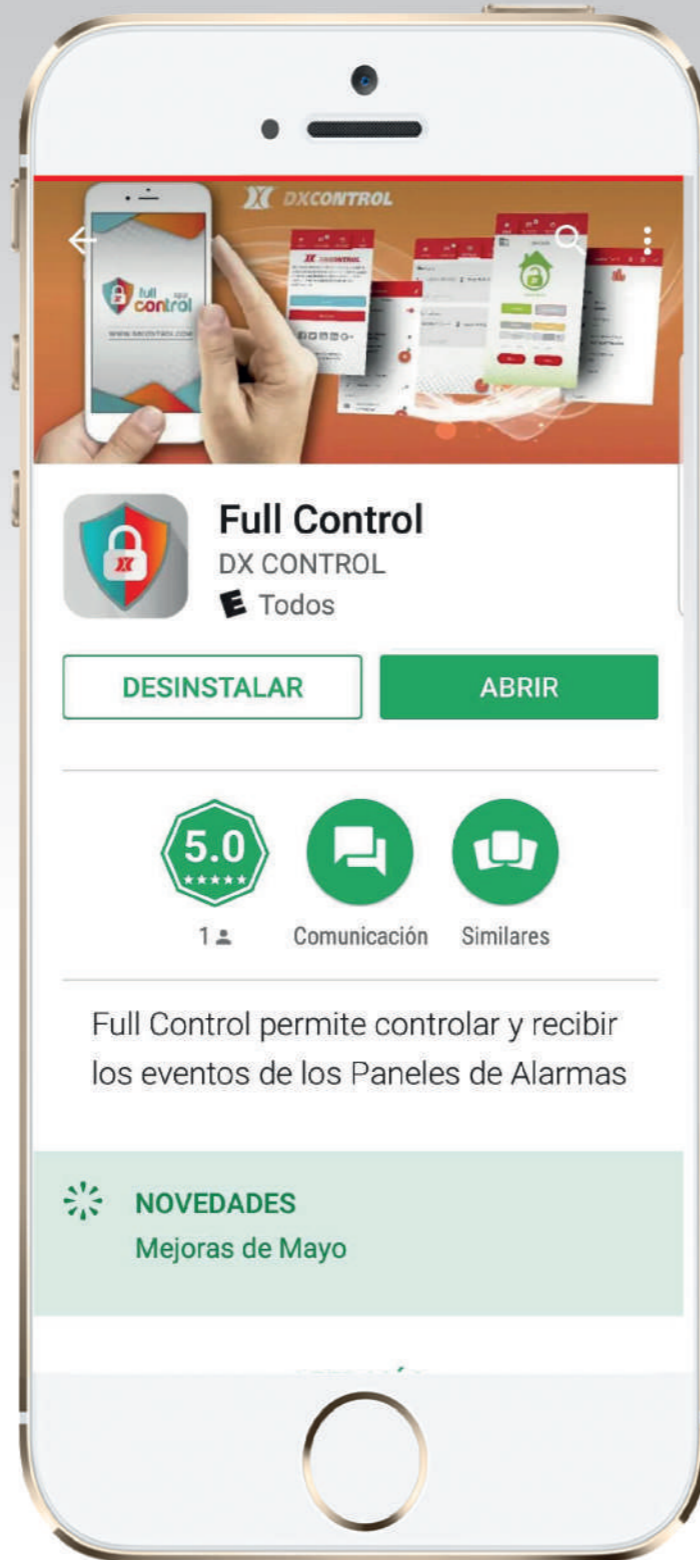 DXCONTROL
full app
control
Full Control
DX CONTROL
E Todos
DESINSTALAR
ABRIR
5.0
1
Comunicación
Similares
Full Control permite controlar y recibir
los eventos de los Paneles de Alarmas
NOVEDADES
Mejoras de Mayo